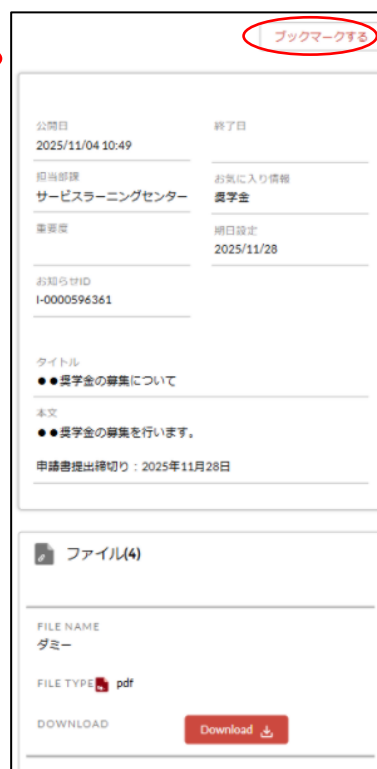 ブックマークする
公開日
2025/11/04 10:49
終了日
担当部課
サービスラーニングセンター
お気に入り情報
奨学金
重要度
期日設定
2025/11/28
お知らせID
I-0000596361
タイトル
●●奨学金の募集について
本文
●●奨学金の募集を行います。
申請書提出締切り：2025年11月28日
ファイル(4)
FILE NAME
ダミー
FILE TYPE pdf
DOWNLOAD
Download